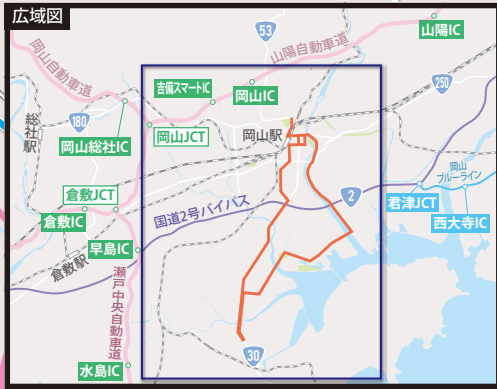 広域図
53
山陽IC
岡山自動車道
山陽自動車道
吉備スマートIC
岡山IC
250
総社駅
180
岡山総社IC
岡山JCT
岡山駅
岡山
ブルーライン
倉敷JCT
2
君津JCT
倉敷IC
国道2号バイパス
西大寺IC
早島IC
倉敷駅
瀬戸中央自動車道
30
水島IC